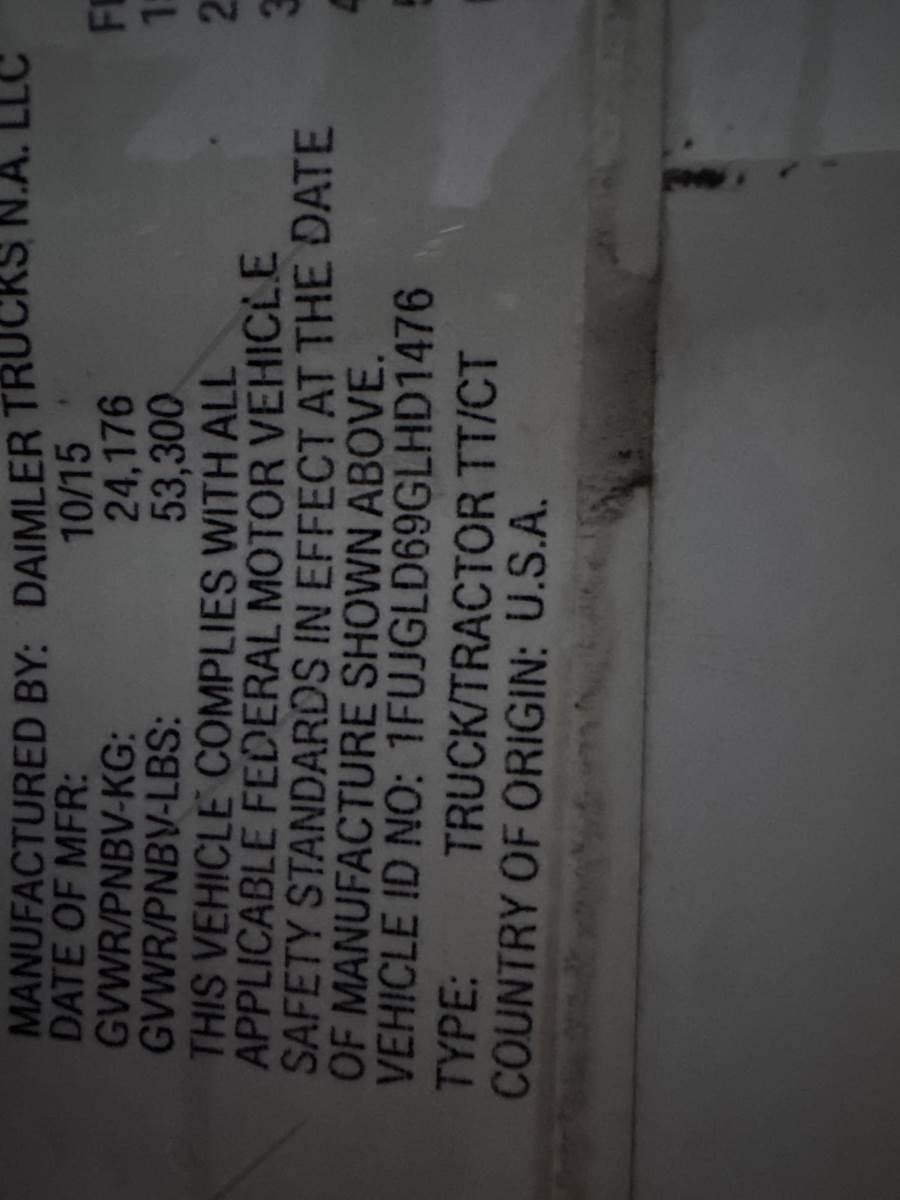 MANUFACTURED BY: DAIMLER TRUCKS N.A. LLC
DATE OF MFR: 10/15
GVWR/PNBV-KG: 24,176
GVWR/PNBV-LBS: 53,300
THIS VEHICLE COMPLIES WITH ALL
APPLICABLE FEDERAL MOTOR VEHICLE
SAFETY STANDARDS IN EFFECT AT THE DATE
OF MANUFACTURE SHOWN ABOVE.
VEHICLE ID NO: 1FUJGLD69GLHD1476
TYPE: TRUCK/TRACTOR TT/CT
COUNTRY OF ORIGIN: U.S.A.